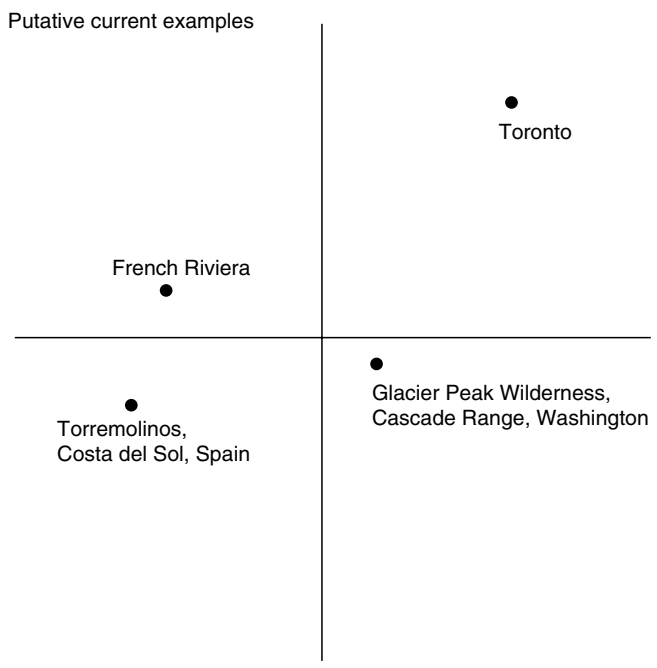 Putative current examples
Toronto
French Riviera
Glacier Peak Wilderness,
Cascade Range, Washington
Torremolinos,
Costa del Sol, Spain